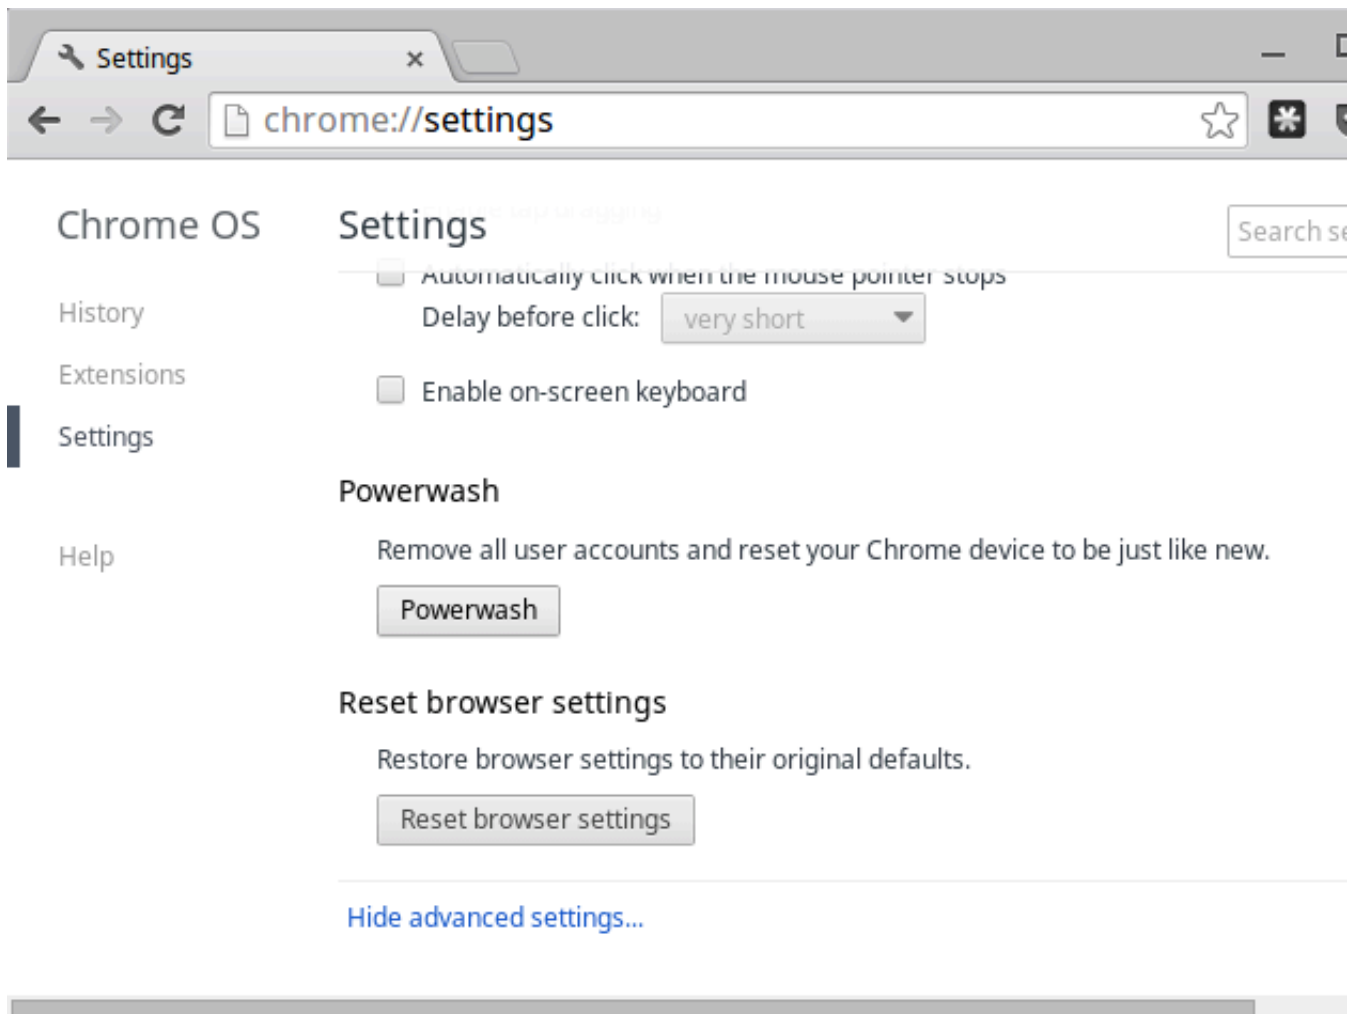 Settings
chrome://settings
Chrome OS
Settings
Search se
Enable tap dragging
Automatically click when the mouse pointer stops
History
Delay before click: very short
Extensions
Enable on-screen keyboard
Settings
Powerwash
Help
Remove all user accounts and reset your Chrome device to be just like new.
Powerwash
Reset browser settings
Restore browser settings to their original defaults.
Reset browser settings
Hide advanced settings...